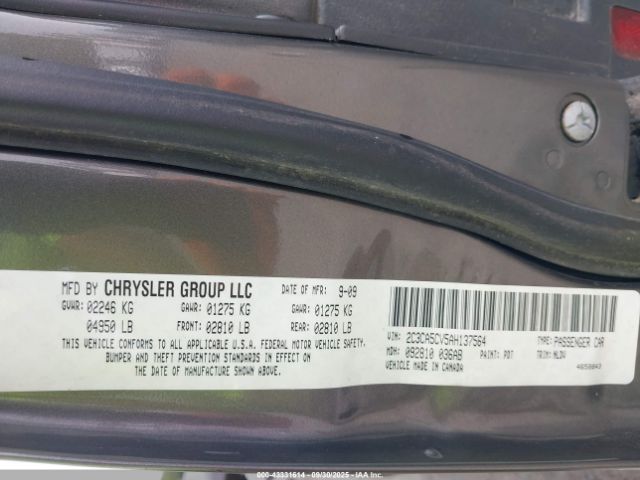 MFD BY CHRYSLER GROUP LLC DATE OF MFR: 9-09
GVWR: 02246 KG GAWR: 01275 KG GAWR: 01275 KG
04950 LB FRONT: 02810 LB REAR: 02810 LB
THIS VEHICLE CONFORMS TO ALL APPLICABLE U.S.A. FEDERAL MOTOR VEHICLE SAFETY,
BUMPER AND THEFT PREVENTION STANDARDS IN EFFECT ON
THE DATE OF MANUFACTURE SHOWN ABOVE.
VIN: 2C3CA5CV5AH137564 TYPE: PASSENGER CAR
MDH: 092810 036AB PAINT: PDT TRIM: MLDV
VEHICLE MADE IN CANADA 4658043
000-43331614 - 09/30/2025 - IAA Inc.